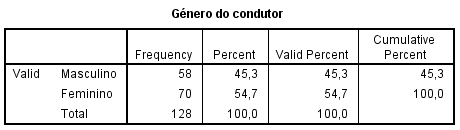 Género do condutor
Frequency Percent Valid Percent Cumulative Percent
Valid Masculino 58 45,3 45,3 45,3
Feminino 70 54,7 54,7 100,0
Total 128 100,0 100,0